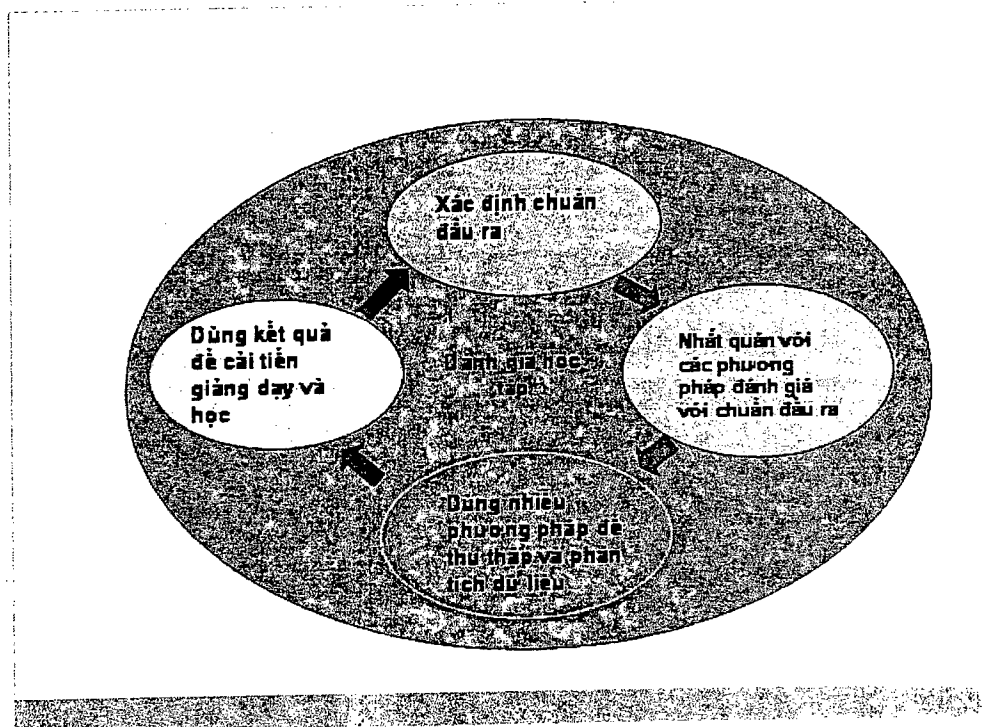 Xác định chuẩn
đầu ra
Dùng kết quả
để cải tiến
giảng dạy và
học
Đánh giá học
tập
Nhất quán với
các phương
pháp đánh giá
với chuẩn đầu ra
Dùng nhiều
phương pháp để
thu thập và phân
tích dữ liệu